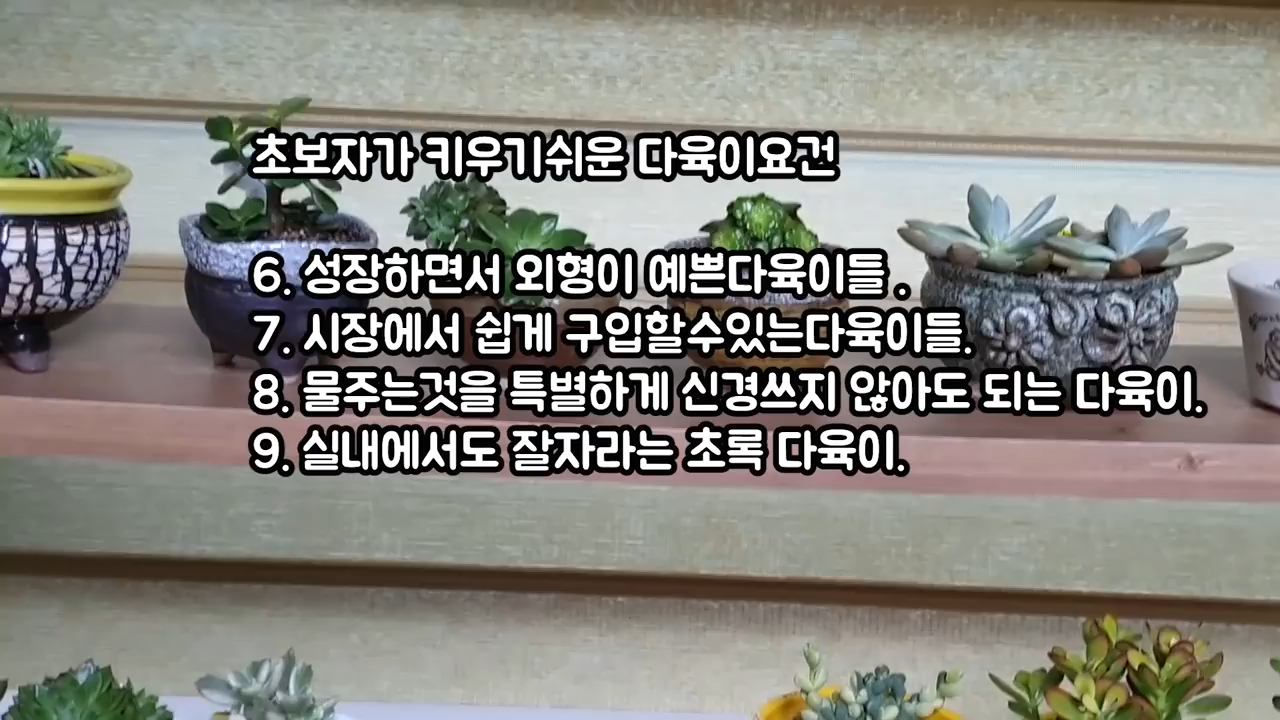 초보자가 키우기쉬운 다육이요건
6. 성장하면서 외형이 예쁜다육이들 .
7. 시장에서 쉽게 구입할수있는다육이들.
8. 물주는것을 특별하게 신경쓰지 않아도 되는 다육이.
9. 실내에서도 잘자라는 초록 다육이.